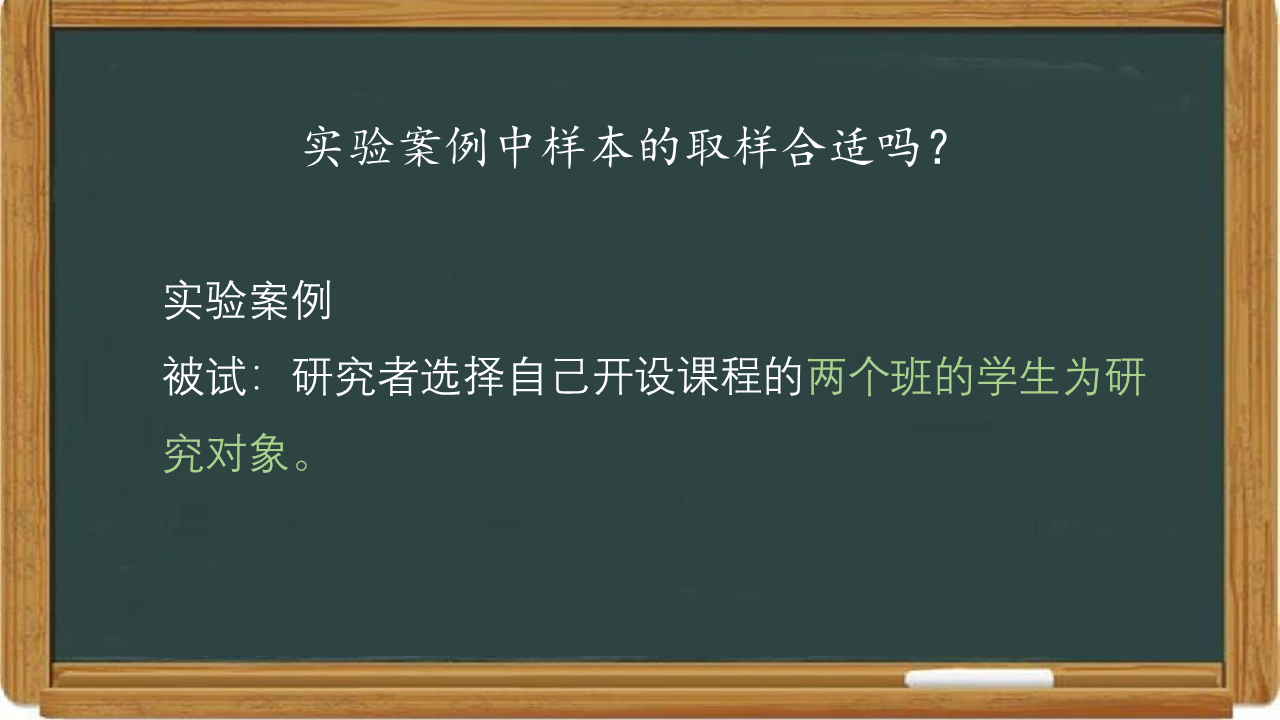 实验案例中样本的取样合适吗？
实验案例
被试：研究者选择自己开设课程的两个班的学生为研
究对象。